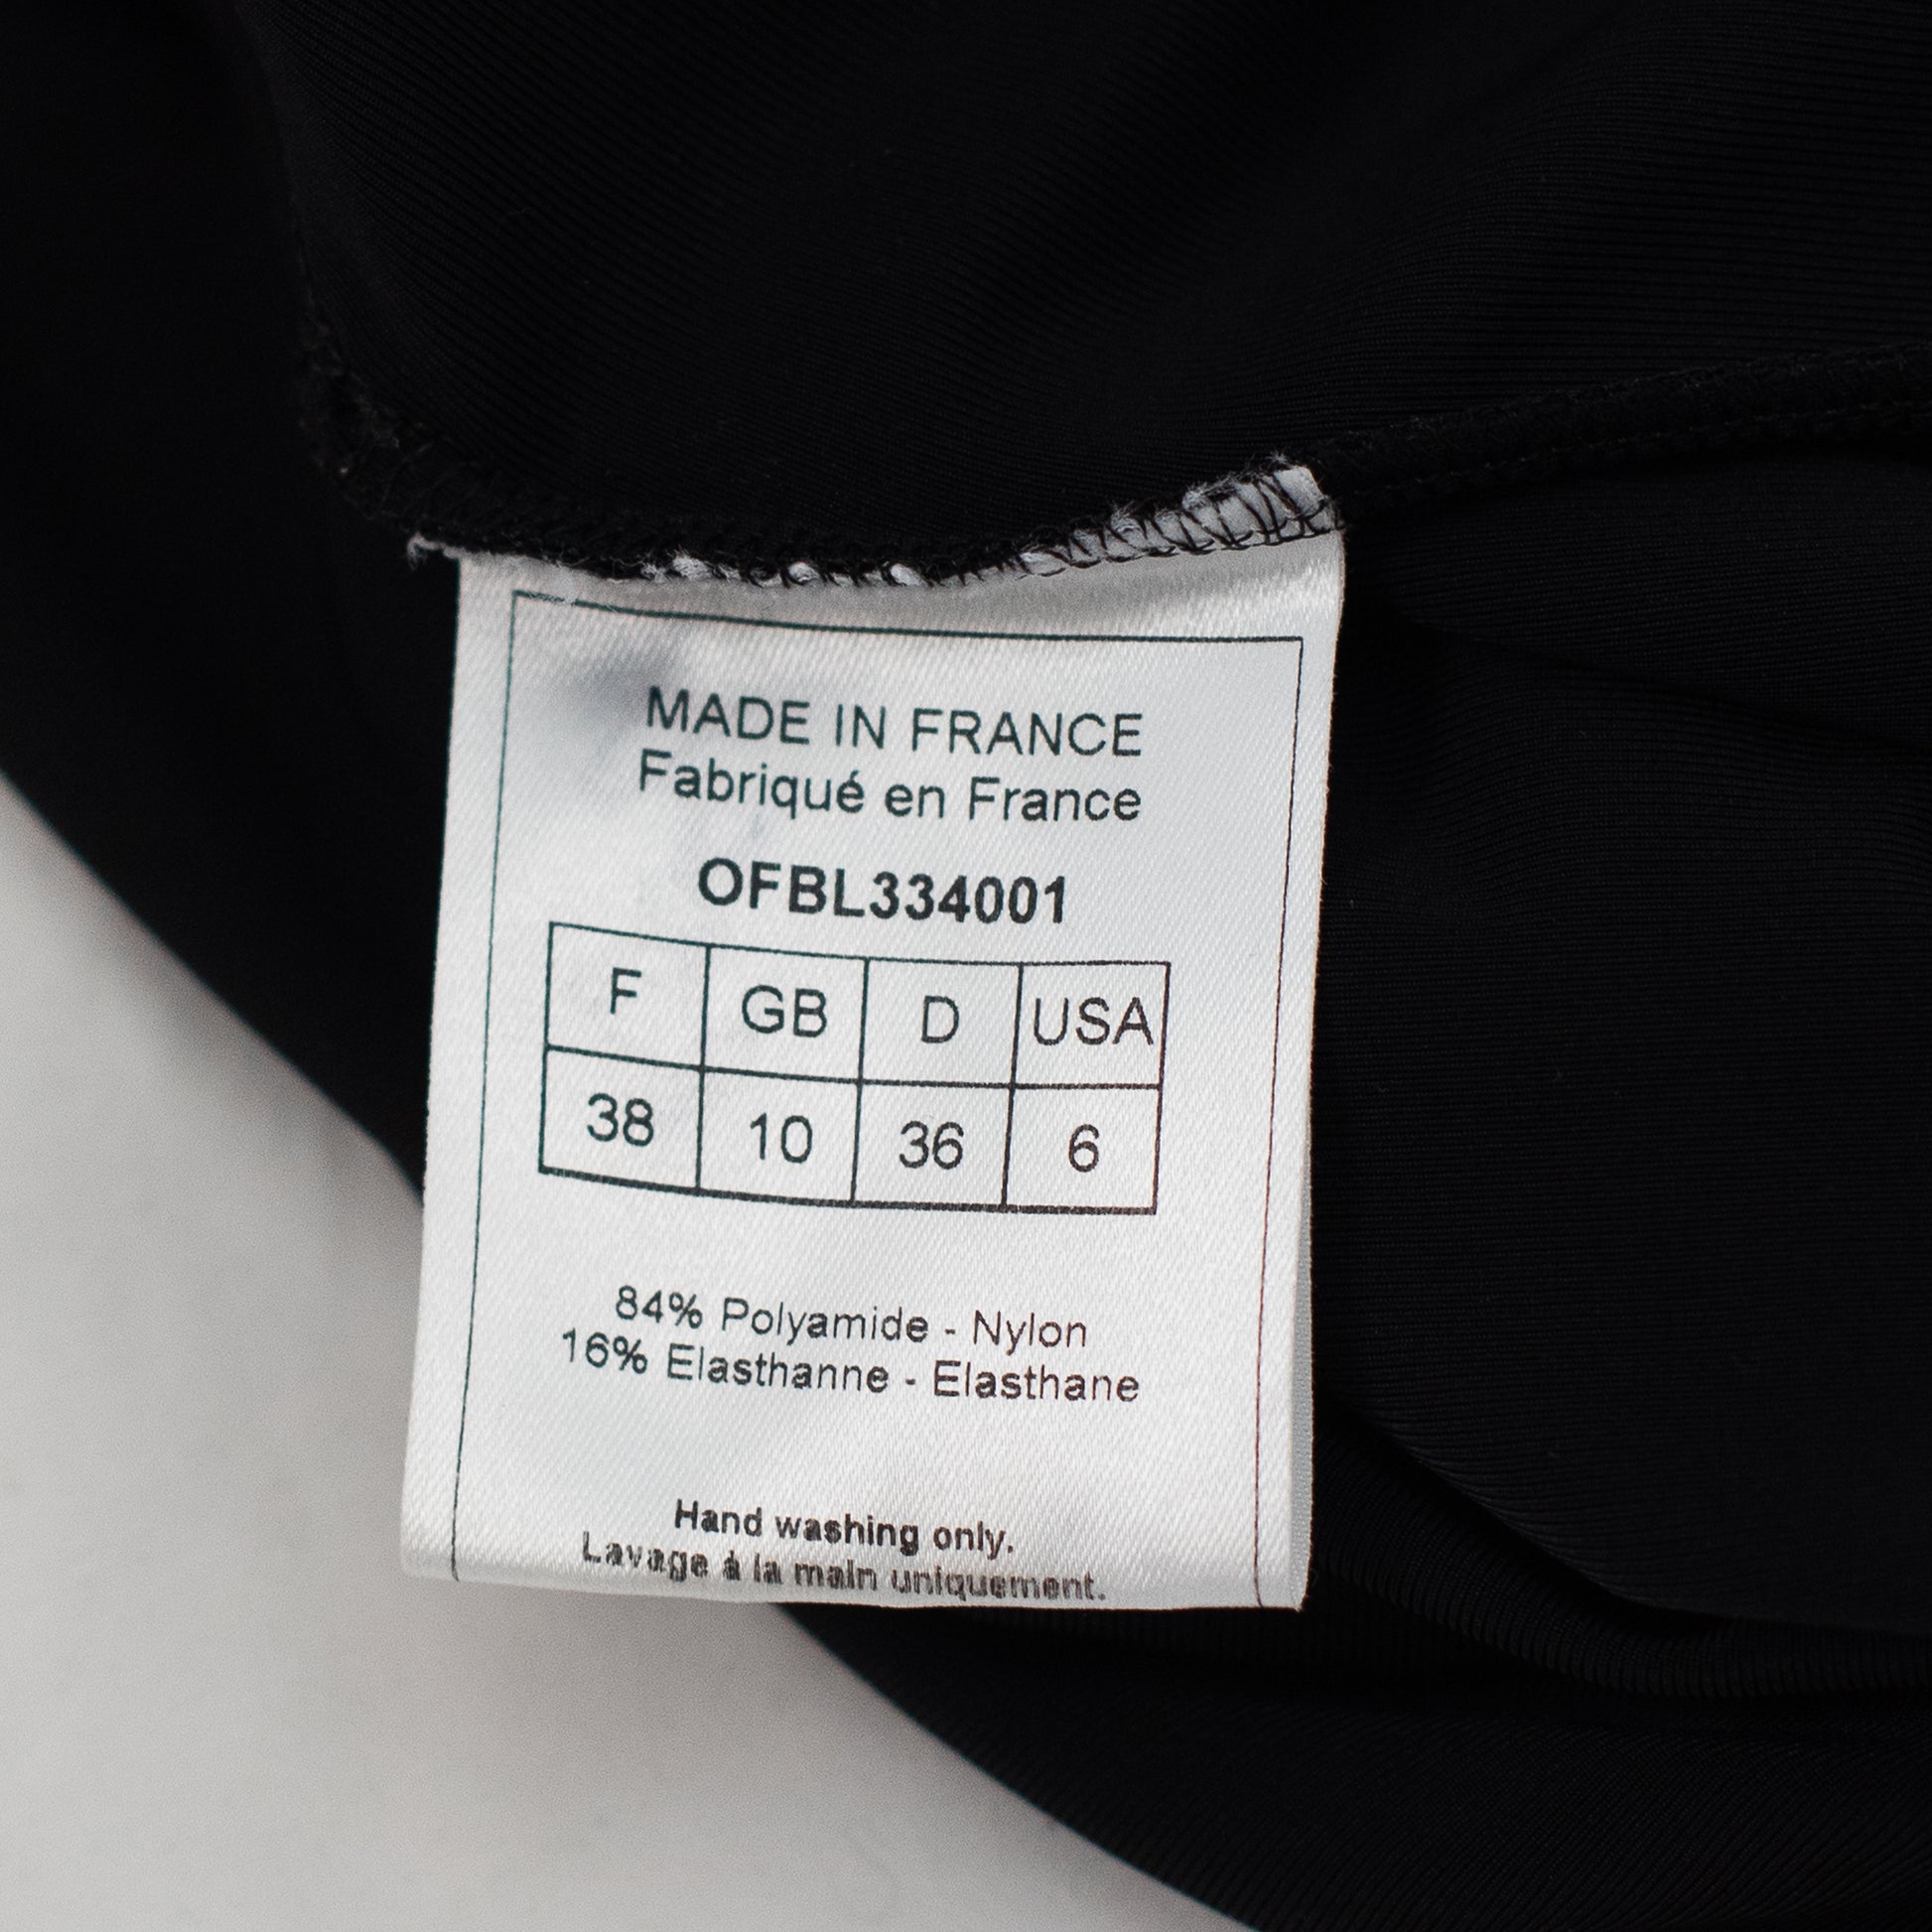 MADE IN FRANCE
Fabriqué en France
OFBL334001
F GB D USA
38 10 36 6
84% Polyamide - Nylon
16% Elasthanne - Elasthane
Hand washing only.
Lavage à la main uniquement.